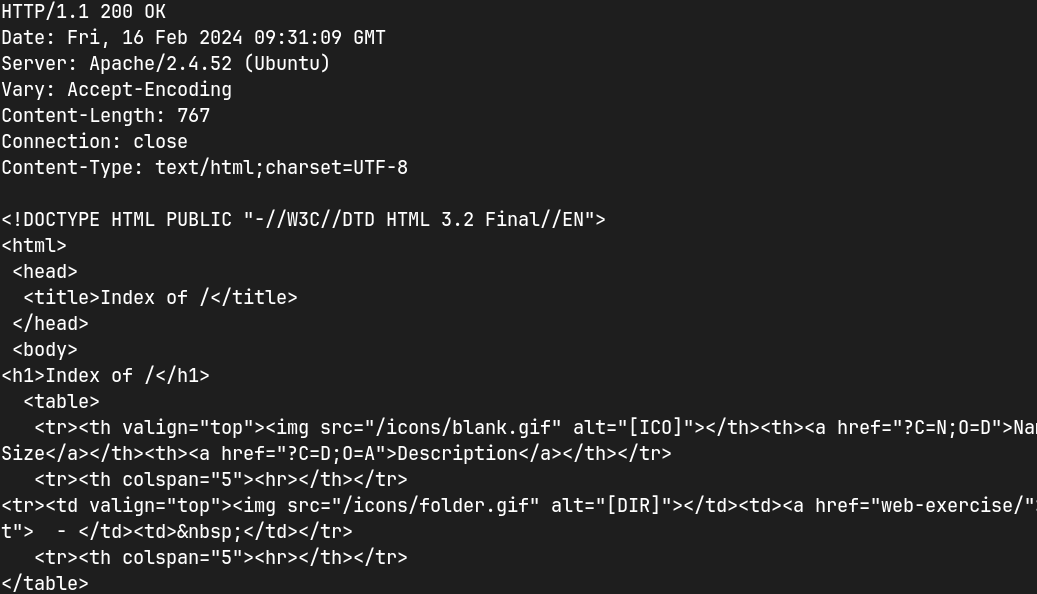 HTTP/1.1 200 OK
Date: Fri, 16 Feb 2024 09:31:09 GMT
Server: Apache/2.4.52 (Ubuntu)
Vary: Accept-Encoding
Content-Length: 767
Connection: close
Content-Type: text/html;charset=UTF-8

<!DOCTYPE HTML PUBLIC "-//W3C//DTD HTML 3.2 Final//EN">
<html>
 <head>
  <title>Index of /</title>
 </head>
 <body>
<h1>Index of /</h1>
  <table>
   <tr><th valign="top"><img src="/icons/blank.gif" alt="[ICO]"></th><th><a href="?C=N;O=D">
Size</a></th><th><a href="?C=D;O=A">Description</a></th></tr>
   <tr><th colspan="5"><hr></th></tr>
<tr><td valign="top"><img src="/icons/folder.gif" alt="[DIR]"></td><td><a href="web-exercise/"
t">  - </td><td>&nbsp;</td></tr>
   <tr><th colspan="5"><hr></th></tr>
</table>